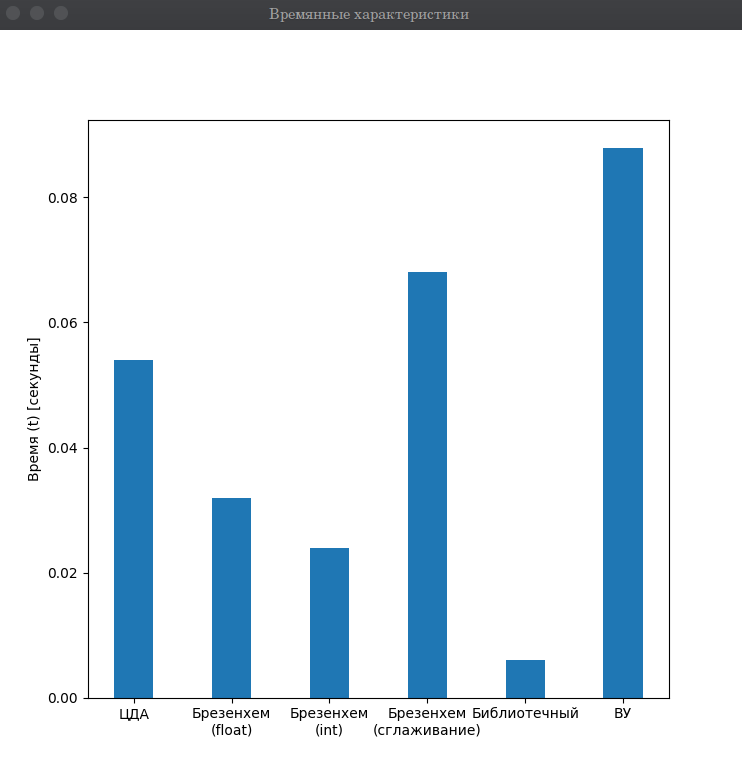 Времянные характеристики
Время (t) [секунды]
0.08
0.06
0.04
0.02
0.00
ЦДА
Брезенхем
(float)
Брезенхем
(int)
Брезенхем
(сглаживание)
Библиотечный
ВУ